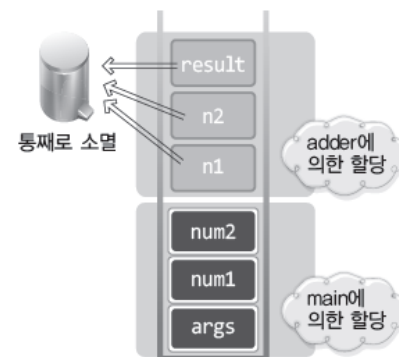 result
n2
n1
통째로 소멸
adder에
의한 할당
num2
num1
args
main에
의한 할당